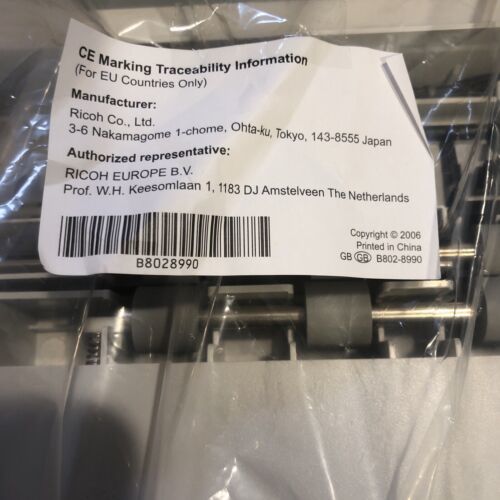 CE Marking Traceability Information
(For EU Countries Only)
Manufacturer:
Ricoh Co., Ltd.
3-6 Nakamagome 1-chome, Ohta-ku, Tokyo, 143-8555 Japan
Authorized representative:
RICOH EUROPE B.V.
Prof. W.H. Keesomlaan 1, 1183 DJ Amstelveen The Netherlands
B8028990
Copyright © 2006
Printed in China
GB GB B802-8990